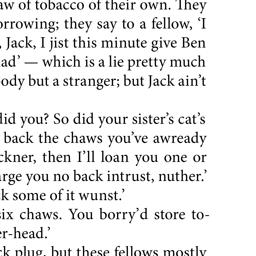 aw of tobacco of their own. They
orrowing; they say to a fellow, ‘I
, Jack, I jist this minute give Ben
ad’ — which is a lie pretty much
ody but a stranger; but Jack ain’t
did you? So did your sister’s cat’s
back the chaws you’ve awready
ckner, then I’ll loan you one or
arge you no back intrust, nuther.’
k some of it wunst.’
six chaws. You borry’d store to-
er-head.’
ck plug, but these fellows mostly